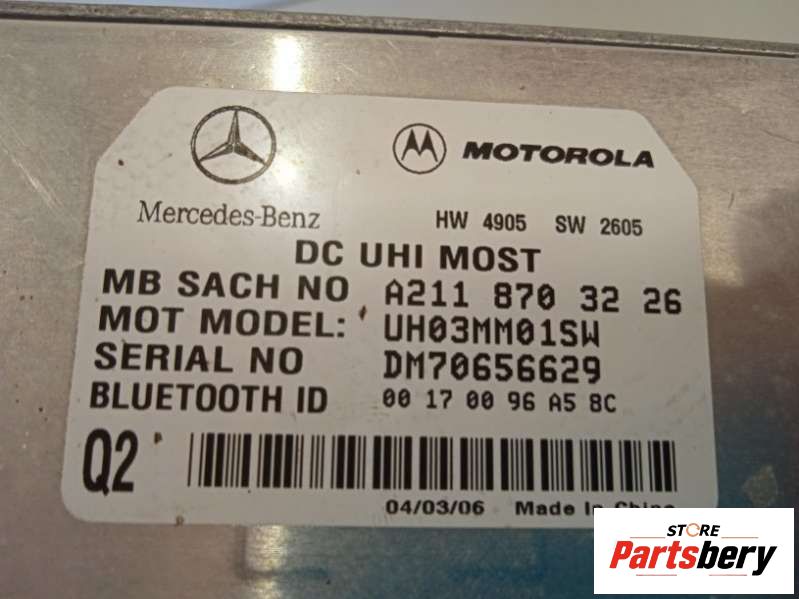 MOTOROLA
Mercedes-Benz
HW 4905 SW 2605
DC UHI MOST
MB SACH NO A211 870 32 26
MOT MODEL: UH03MM01SW
SERIAL NO DM70656629
BLUETOOTH ID 00 17 00 96 A5 8C
Q2
04/03/06 Made In China
STORE
Partsbery